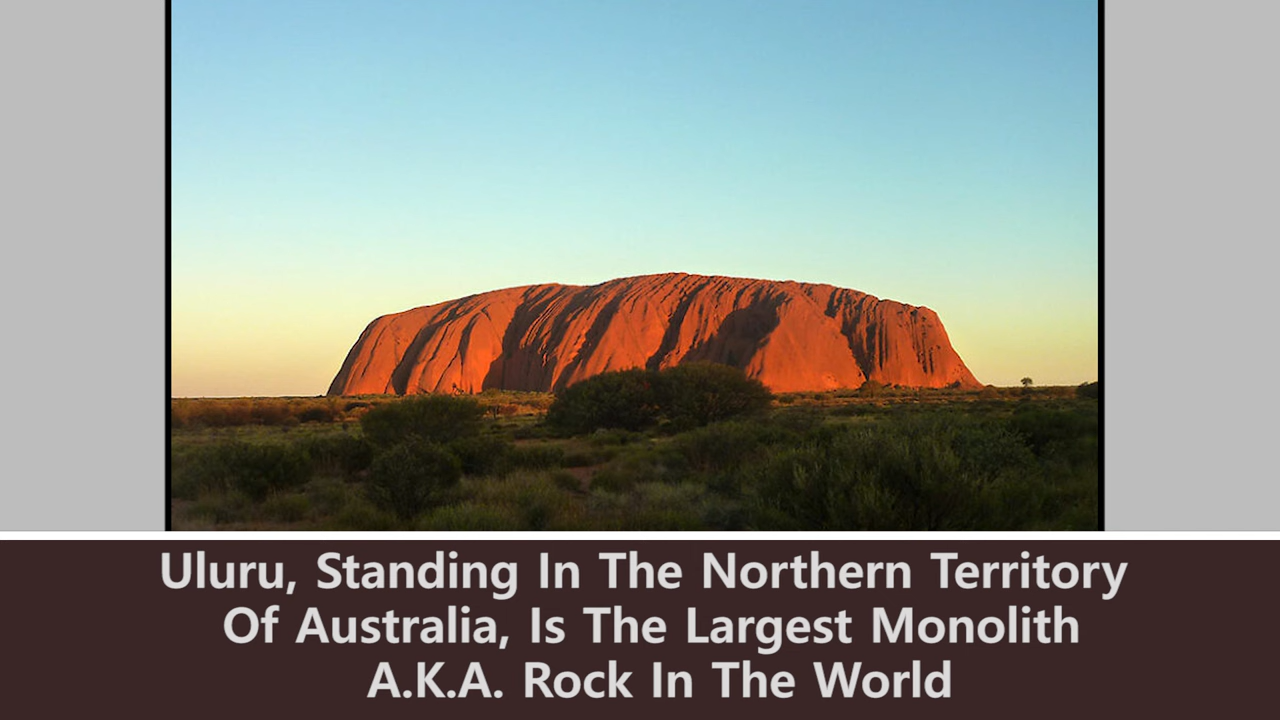 Uluru, Standing In The Northern Territory
Of Australia, Is The Largest Monolith
A.K.A. Rock In The World